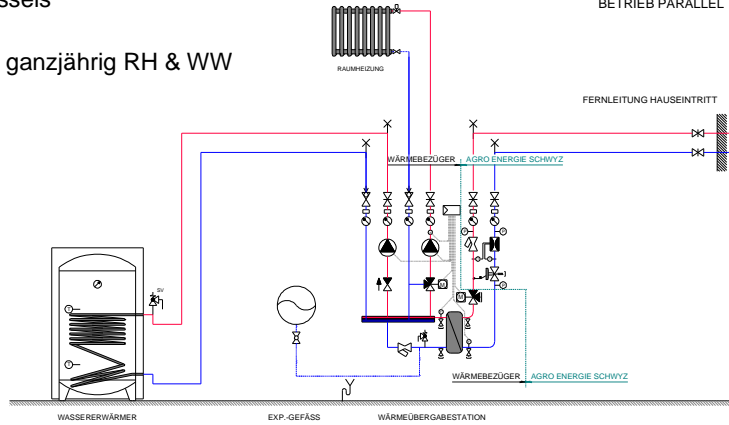 BETRIEB PARALLEL
ganzjährig RH & WW
RAUMHEIZUNG
FERNLEITUNG HAUSEINTRITT
WÄRMEBEZÜGER AGRO ENERGIE SCHWYZ
SV
T
T
P
P
P
M
M
WÄRMEBEZÜGER AGRO ENERGIE SCHWYZ
WASSERERWÄRMER EXP.-GEFÄSS WÄRMEÜBERGABESTATION